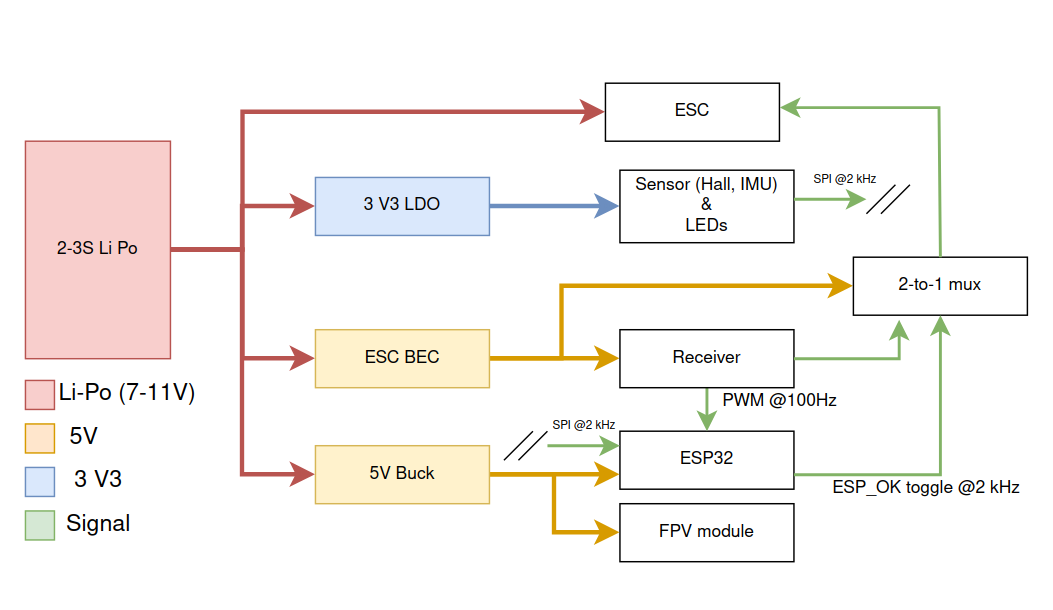 ESC
3 V3 LDO
Sensor (Hall, IMU)
&
LEDs
SPI @2 kHz
2-3S Li Po
2-to-1 mux
ESC BEC
Receiver
PWM @100Hz
Li-Po (7-11V)
5V
3 V3
Signal
SPI @2 kHz
5V Buck
ESP32
ESP_OK toggle @2 kHz
FPV module